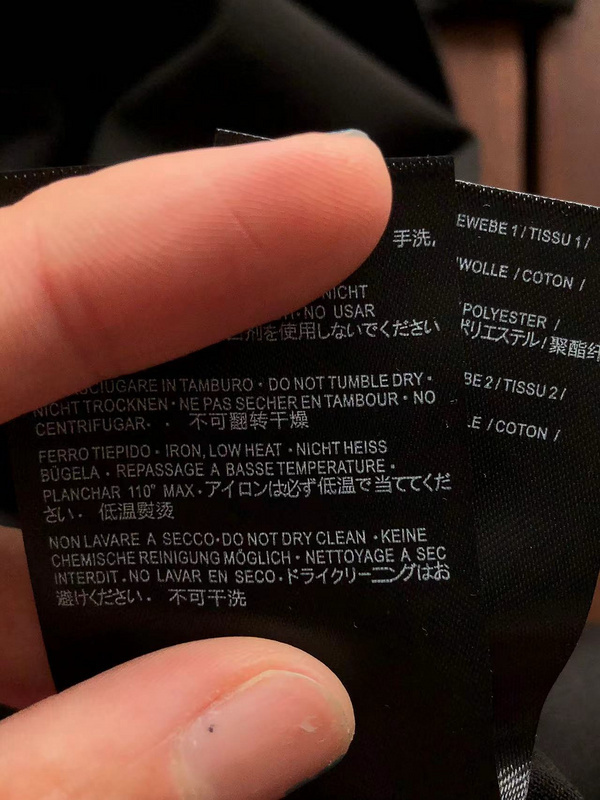 手洗,
NICHT
NO USAR
剤を使用しないでください
IN TAMBURO · DO NOT TUMBLE DRY ·
NICHT TROCKNEN · NE PAS SECHER EN TAMBOUR · NO
CENTRIFUGAR · · 不可翻转干燥
FERRO TIEPIDO · IRON, LOW HEAT · NICHT HEISS
BÜGELA · REPASSAGE A BASSE TEMPERATURE ·
PLANCHAR 110° MAX · アイロンは必ず低温で当ててくだ
さい · 低温熨烫
NON LAVARE A SECCO · DO NOT DRY CLEAN · KEINE
CHEMISCHE REINIGUNG MÖGLICH · NETTOYAGE A SEC
INTERDIT . NO LAVAR EN SECO · ドライクリーニングはお
避けください · 不可干洗
EWEBE 1 / TISSU 1 /
WOLLE / COTON /
POLYESTER /
ポリエステル / 聚酯纤
BE 2 / TISSU 2 /
LE / COTON /